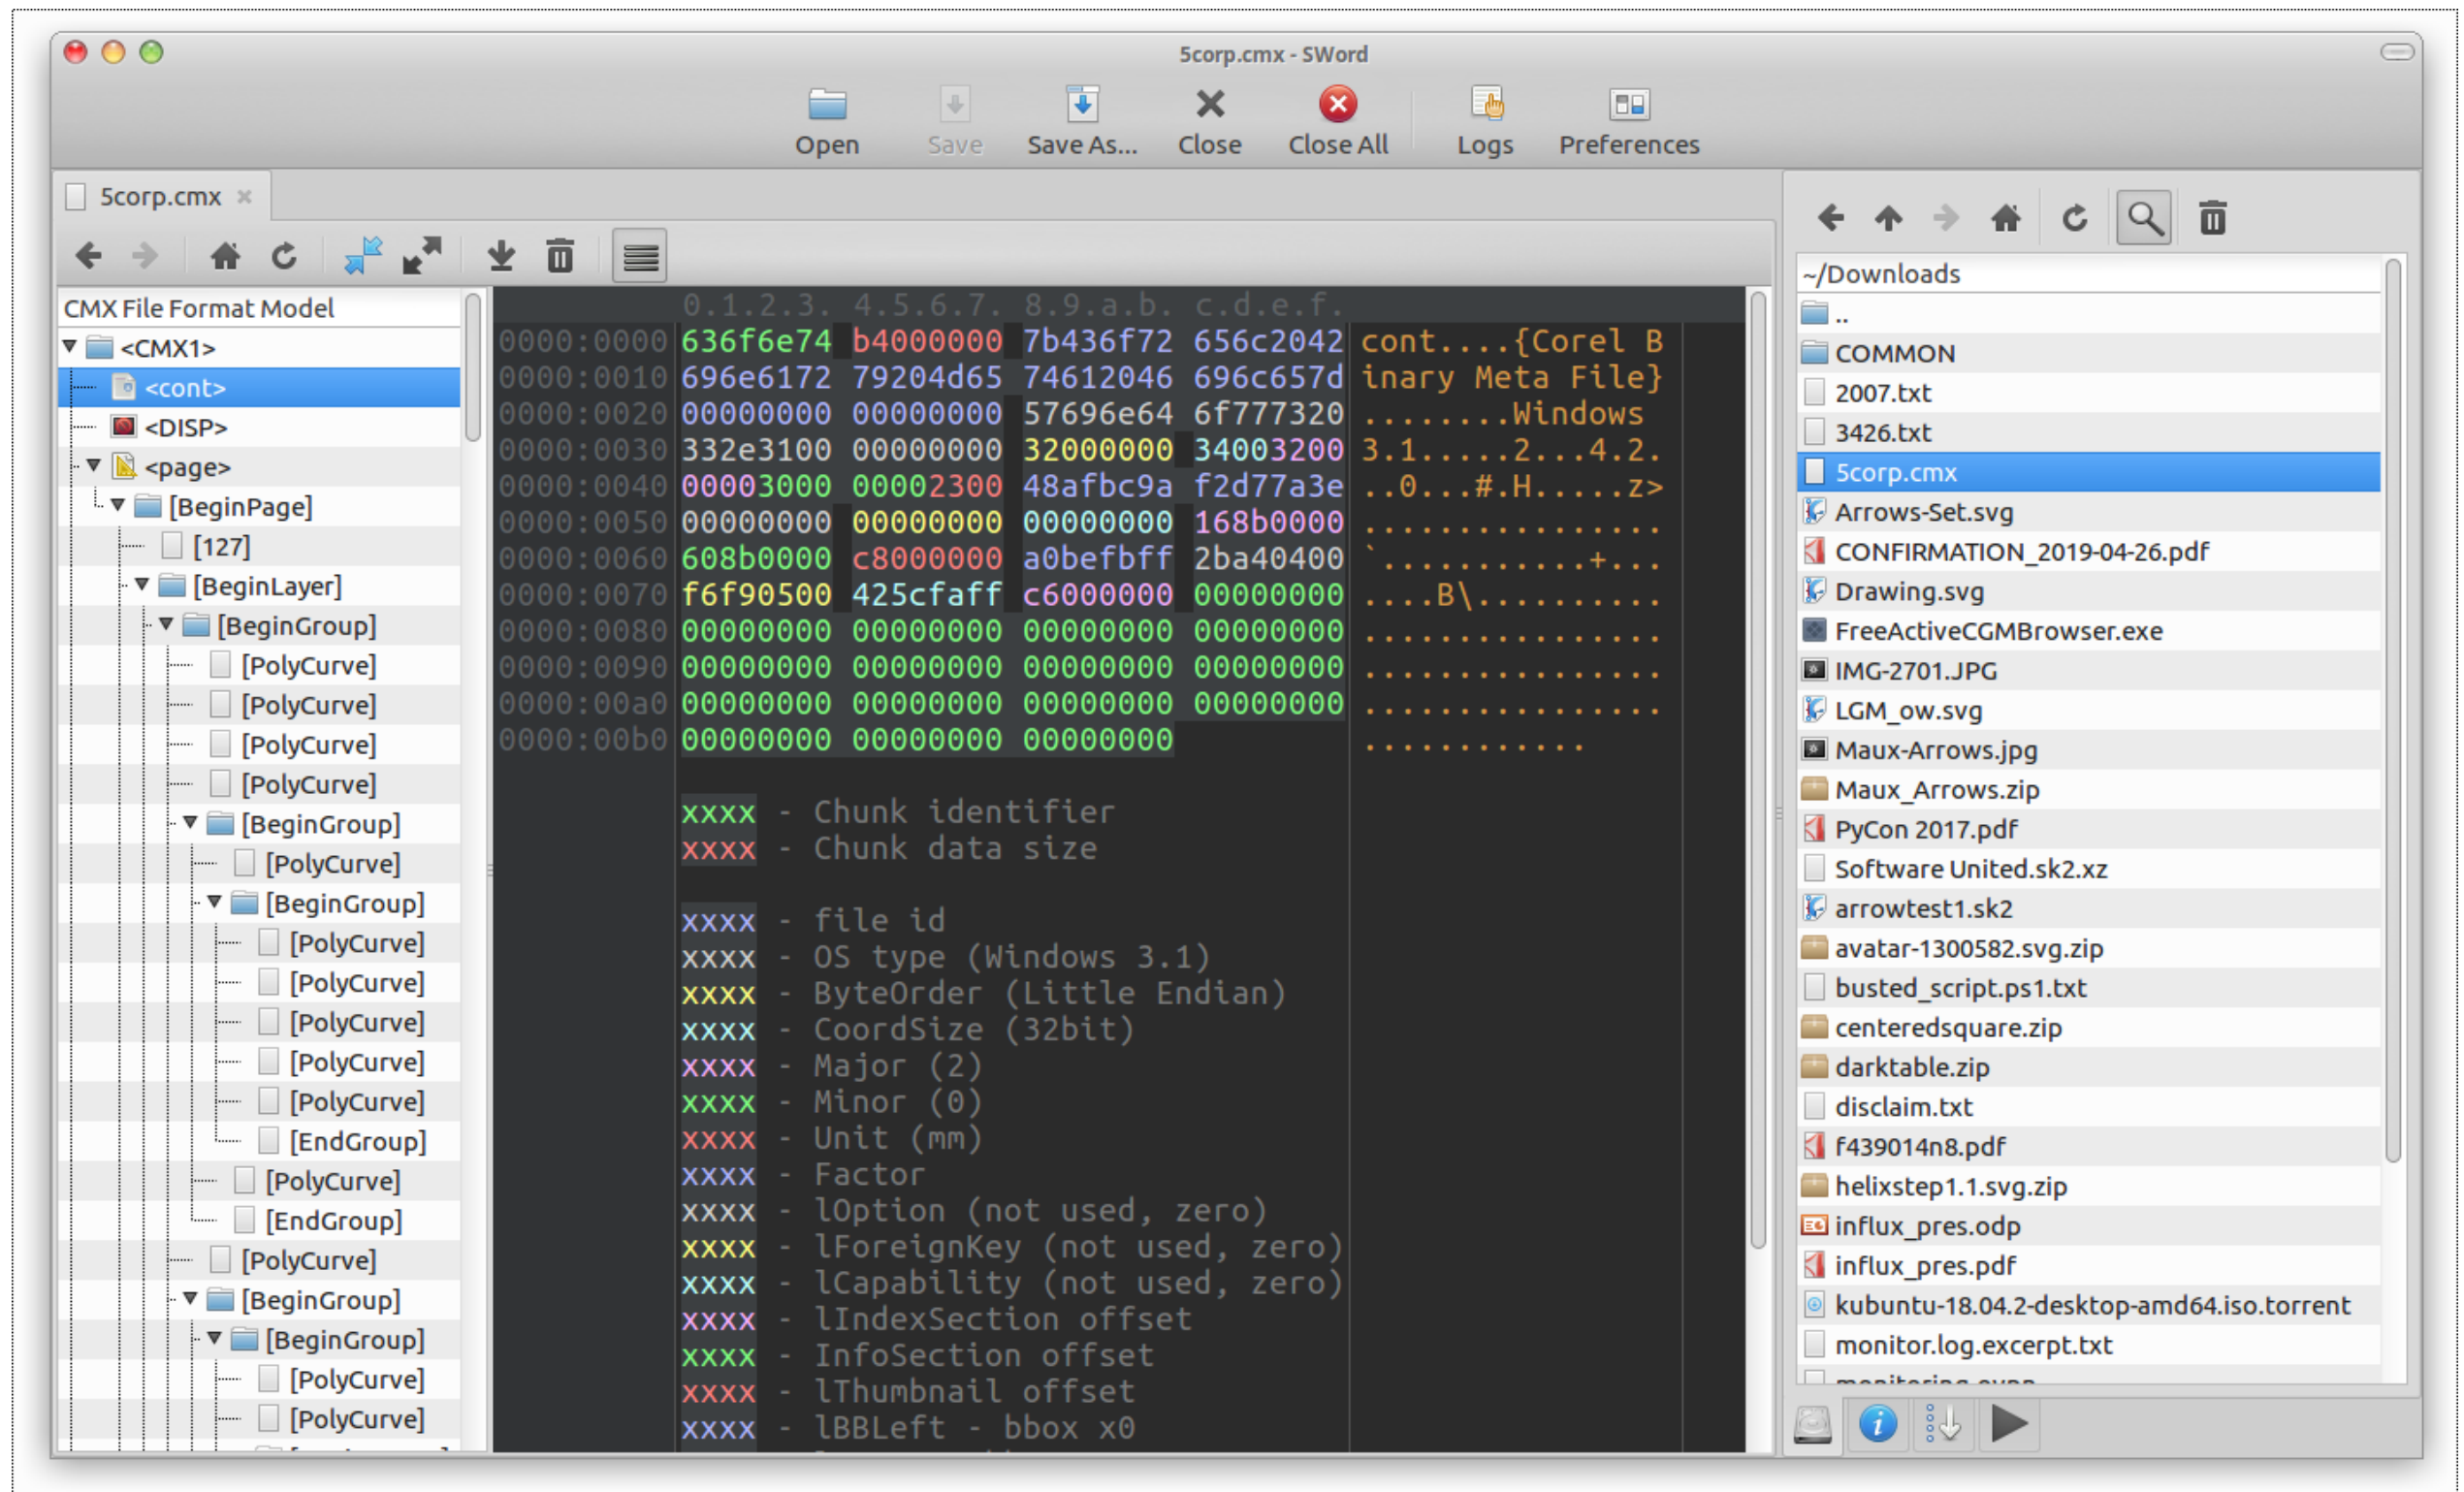 5corp.cmx - SWord
Open Save Save As... Close Close All Logs Preferences
5corp.cmx
CMX File Format Model
<CMX1>
<cont>
<DISP>
<page>
[BeginPage]
[127]
[BeginLayer]
[BeginGroup]
[PolyCurve]
[PolyCurve]
[PolyCurve]
[PolyCurve]
[BeginGroup]
[PolyCurve]
[BeginGroup]
[PolyCurve]
[PolyCurve]
[PolyCurve]
[PolyCurve]
[PolyCurve]
[EndGroup]
[PolyCurve]
[EndGroup]
[PolyCurve]
[BeginGroup]
[BeginGroup]
[PolyCurve]
[PolyCurve]
0.1.2.3. 4.5.6.7. 8.9.a.b. c.d.e.f.
0000:0000 636f6e74 b4000000 7b436f72 656c2042 cont....{Corel B
0000:0010 696e6172 79204d65 74612046 696c657d inary Meta File}
0000:0020 00000000 00000000 57696e64 6f777320 ........Windows
0000:0030 332e3100 00000000 32000000 34003200 3.1.....2...4.2.
0000:0040 00003000 00002300 48afbc9a f2d77a3e ..0...#.H.....z>
0000:0050 00000000 00000000 00000000 168b0000 ................
0000:0060 608b0000 c8000000 a0befbff 2ba40400 `...........+...
0000:0070 f6f90500 425cfaff c6000000 00000000 ....B\..........
0000:0080 00000000 00000000 00000000 00000000 ................
0000:0090 00000000 00000000 00000000 00000000 ................
0000:00a0 00000000 00000000 00000000 00000000 ................
0000:00b0 00000000 00000000 00000000 ............
xxxx - Chunk identifier
xxxx - Chunk data size
xxxx - file id
xxxx - OS type (Windows 3.1)
xxxx - ByteOrder (Little Endian)
xxxx - CoordSize (32bit)
xxxx - Major (2)
xxxx - Minor (0)
xxxx - Unit (mm)
xxxx - Factor
xxxx - lOption (not used, zero)
xxxx - lForeignKey (not used, zero)
xxxx - lCapability (not used, zero)
xxxx - lIndexSection offset
xxxx - InfoSection offset
xxxx - lThumbnail offset
xxxx - lBBLeft - bbox x0
~/Downloads
..
COMMON
2007.txt
3426.txt
5corp.cmx
Arrows-Set.svg
CONFIRMATION_2019-04-26.pdf
Drawing.svg
FreeActiveCGMBrowser.exe
IMG-2701.JPG
LGM_ow.svg
Maux-Arrows.jpg
Maux_Arrows.zip
PyCon 2017.pdf
Software United.sk2.xz
arrowtest1.sk2
avatar-1300582.svg.zip
busted_script.ps1.txt
centeredsquare.zip
darktable.zip
disclaim.txt
f439014n8.pdf
helixstep1.1.svg.zip
influx_pres.odp
influx_pres.pdf
kubuntu-18.04.2-desktop-amd64.iso.torrent
monitor.log.excerpt.txt